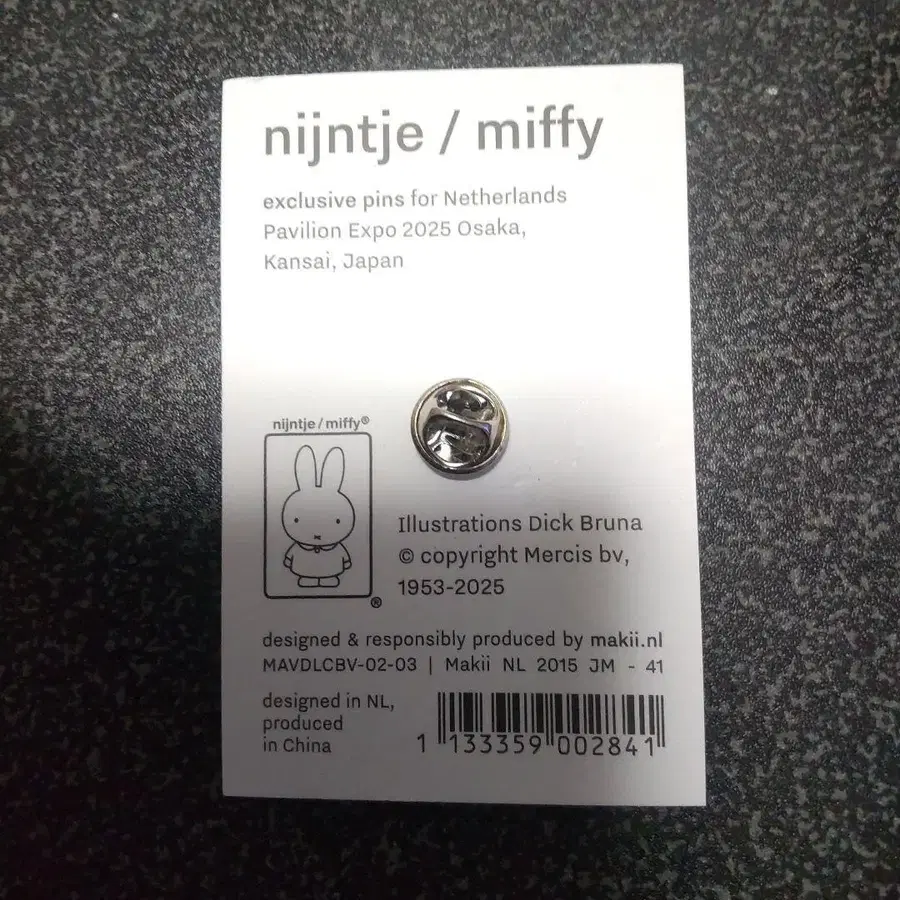 nijntje / miffy
exclusive pins for Netherlands
Pavilion Expo 2025 Osaka,
Kansai, Japan
nijntje / miffy®
®
Illustrations Dick Bruna
© copyright Mercis bv,
1953-2025
designed & responsibly produced by makii.nl
MAVDLCBV-02-03 | Makii NL 2015 JM - 41
designed in NL,
produced
in China
1 133359 002841